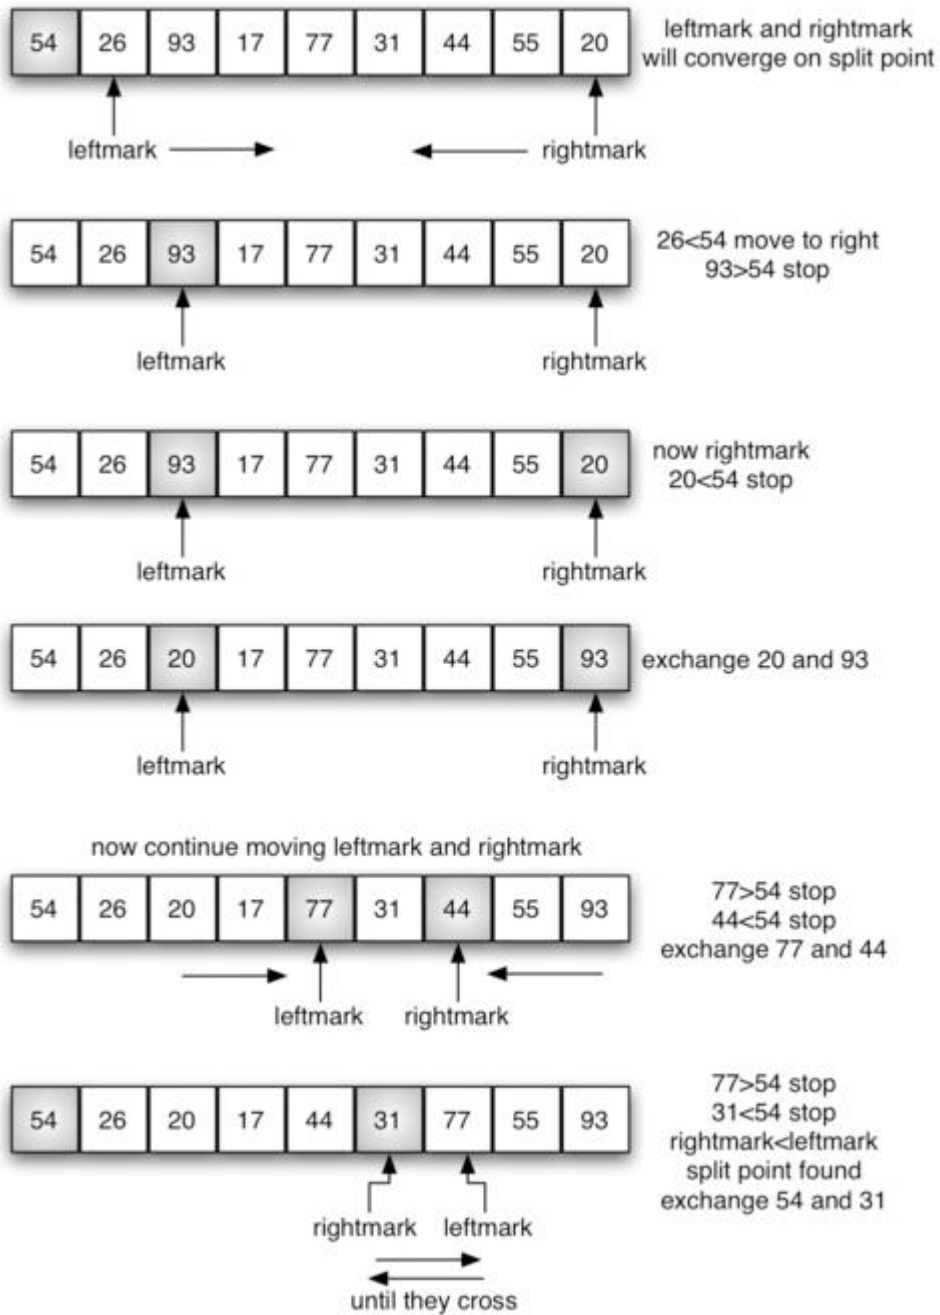 54 26 93 17 77 31 44 55 20
leftmark and rightmark
will converge on split point
leftmark rightmark
54 26 93 17 77 31 44 55 20
26<54 move to right
93>54 stop
leftmark rightmark
54 26 93 17 77 31 44 55 20
now rightmark
20<54 stop
leftmark rightmark
54 26 20 17 77 31 44 55 93
exchange 20 and 93
leftmark rightmark
now continue moving leftmark and rightmark
54 26 20 17 77 31 44 55 93
77>54 stop
44<54 stop
exchange 77 and 44
leftmark rightmark
54 26 20 17 44 31 77 55 93
77>54 stop
31<54 stop
rightmark<leftmark
split point found
exchange 54 and 31
rightmark leftmark
until they cross